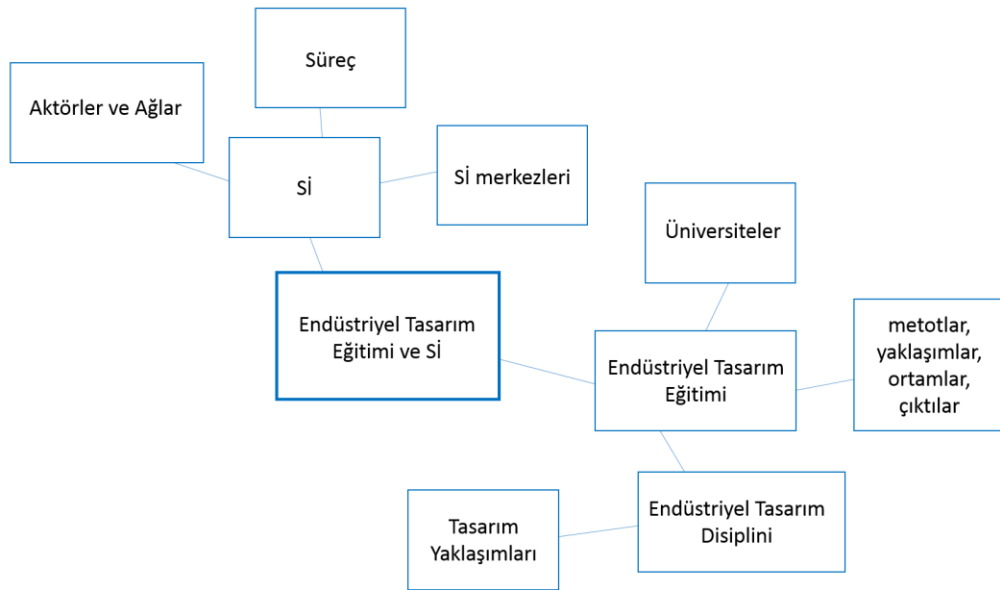 Süreç
Aktörler ve Ağlar
Sİ
Sİ merkezleri
Üniversiteler
Endüstriyel Tasarım
Eğitimi ve Sİ
metotlar,
yaklaşımlar,
ortamlar,
çıktılar
Endüstriyel Tasarım
Eğitimi
Endüstriyel Tasarım
Disiplini
Tasarım
Yaklaşımları